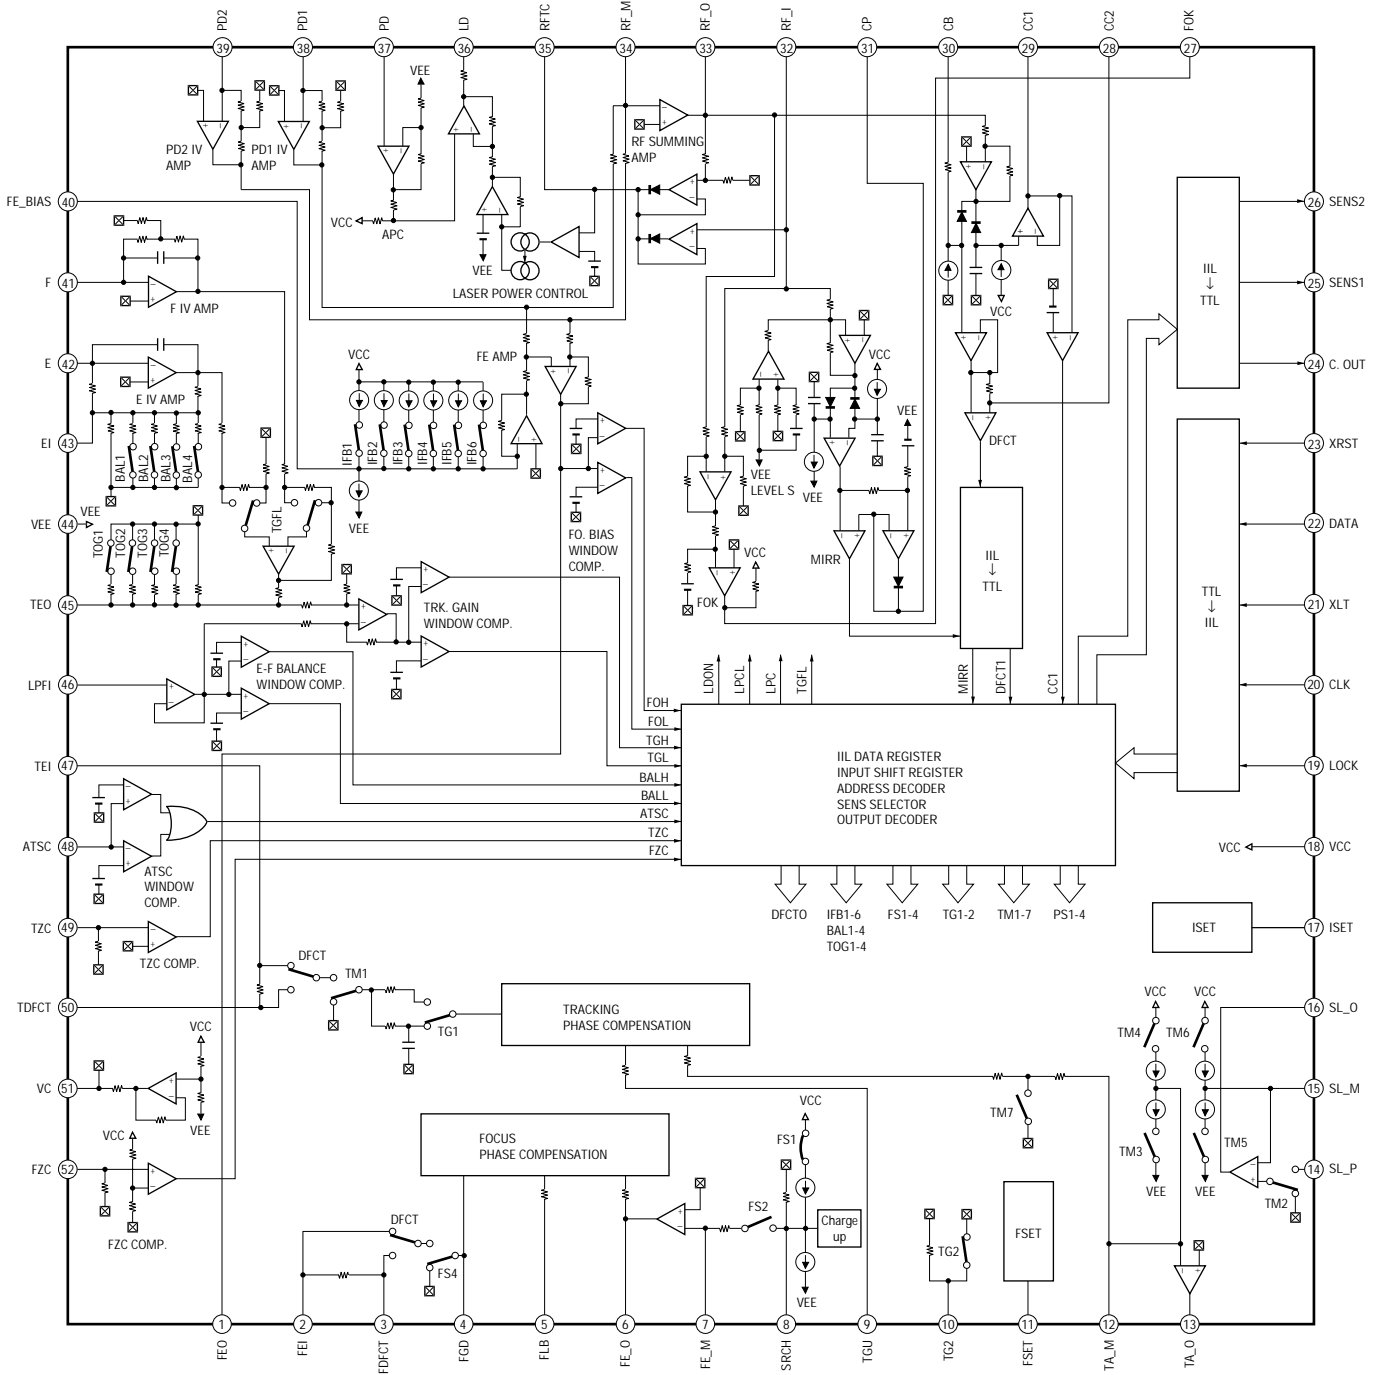 PD2
PD1
PD
LD
RFTC
RF_M
RF_O
RF_I
CP
CB
CC1
CC2
FOK
39
38
37
36
35
34
33
32
31
30
29
28
27
VEE
PD2 IV
AMP
PD1 IV
AMP
RF SUMMING
AMP
VCC
APC
VEE
LASER POWER CONTROL
VCC
IIL
↓
TTL
FE_BIAS
40
F
41
F IV AMP
E
42
E IV AMP
EI
43
BAL1
BAL2
BAL3
BAL4
VEE
44
VEE
TOG1
TOG2
TOG3
TOG4
TGFL
TEO
45
LPFI
46
TEI
47
ATSC
48
TZC
49
TDFCT
50
VC
51
FZC
52
26
SENS2
25
SENS1
24
C. OUT
23
XRST
22
DATA
21
XLT
20
CLK
19
LOCK
18
VCC
VCC
17
ISET
16
SL_O
15
SL_M
14
SL_P
VCC
IFB1
IFB2
IFB3
IFB4
IFB5
IFB6
VEE
FE AMP
FO. BIAS
WINDOW
COMP.
VEE
LEVEL S
VCC
VEE
VEE
DFCT
MIRR
IIL
↓
TTL
TTL
↓
IIL
VCC
FOK
TRK. GAIN
WINDOW COMP.
E-F BALANCE
WINDOW COMP.
LDON
LPCL
LPC
TGFL
MIRR
DFCT1
CC1
FOH
FOL
TGH
TGL
BALH
BALL
ATSC
TZC
FZC
IIL DATA REGISTER
INPUT SHIFT REGISTER
ADDRESS DECODER
SENS SELECTOR
OUTPUT DECODER
ATSC
WINDOW
COMP.
TZC COMP.
DFCTO
IFB1-6
BAL1-4
TOG1-4
FS1-4
TG1-2
TM1-7
PS1-4
ISET
DFCT
TM1
TG1
TRACKING
PHASE COMPENSATION
VCC
VEE
VCC
FZC COMP.
FOCUS
PHASE COMPENSATION
DFCT
FS4
VCC
FS1
FS2
Charge
up
VEE
TM7
TG2
FSET
VCC
VCC
TM4
TM6
TM3
TM5
VEE
VEE
TM2
1
2
3
4
5
6
7
8
9
10
11
12
13
FEO
FEI
FDFCT
FGD
FLB
FE_O
FE_M
SRCH
TGU
TG2
FSET
TA_M
TA_O